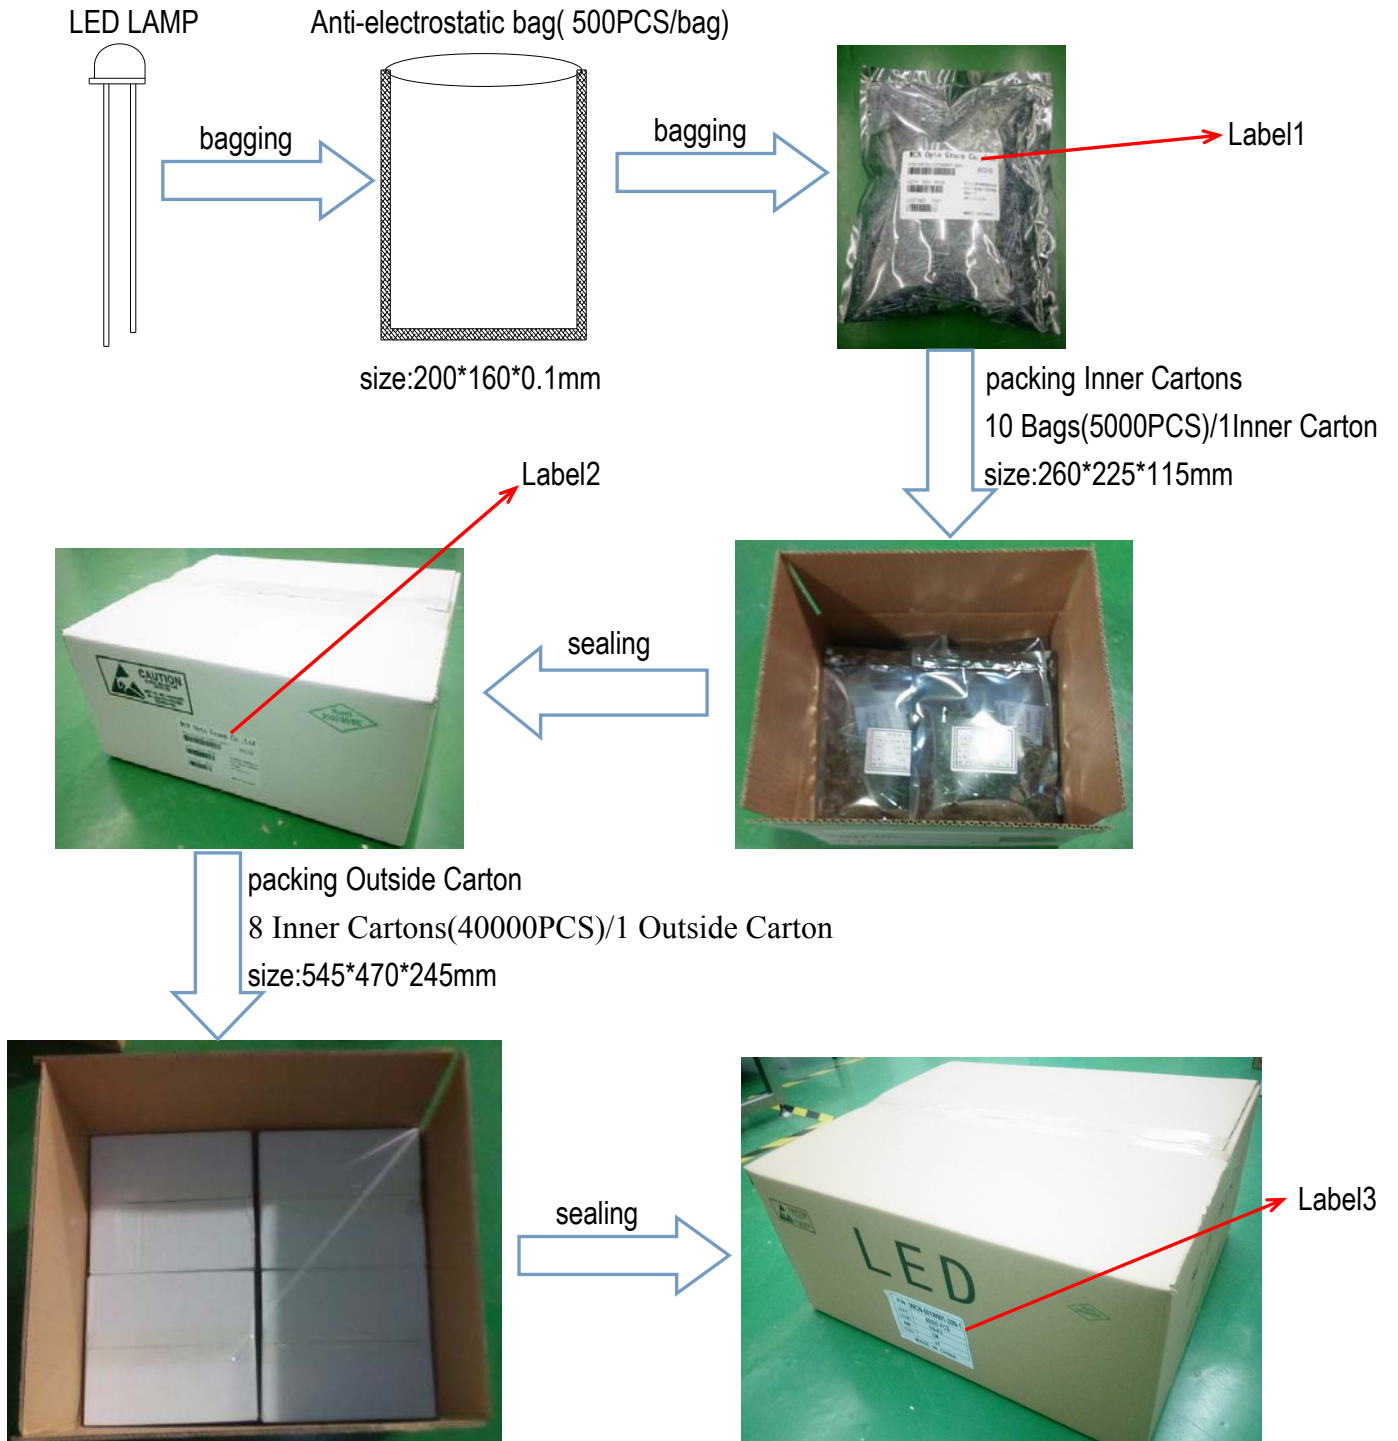 LED LAMP
Anti-electrostatic bag( 500PCS/bag)
bagging
bagging
Label1
size:200*160*0.1mm
packing Inner Cartons
10 Bags(5000PCS)/1Inner Carton
size:260*225*115mm
Label2
sealing
CAUTION
packing Outside Carton
8 Inner Cartons(40000PCS)/1 Outside Carton
size:545*470*245mm
sealing
Label3
LED